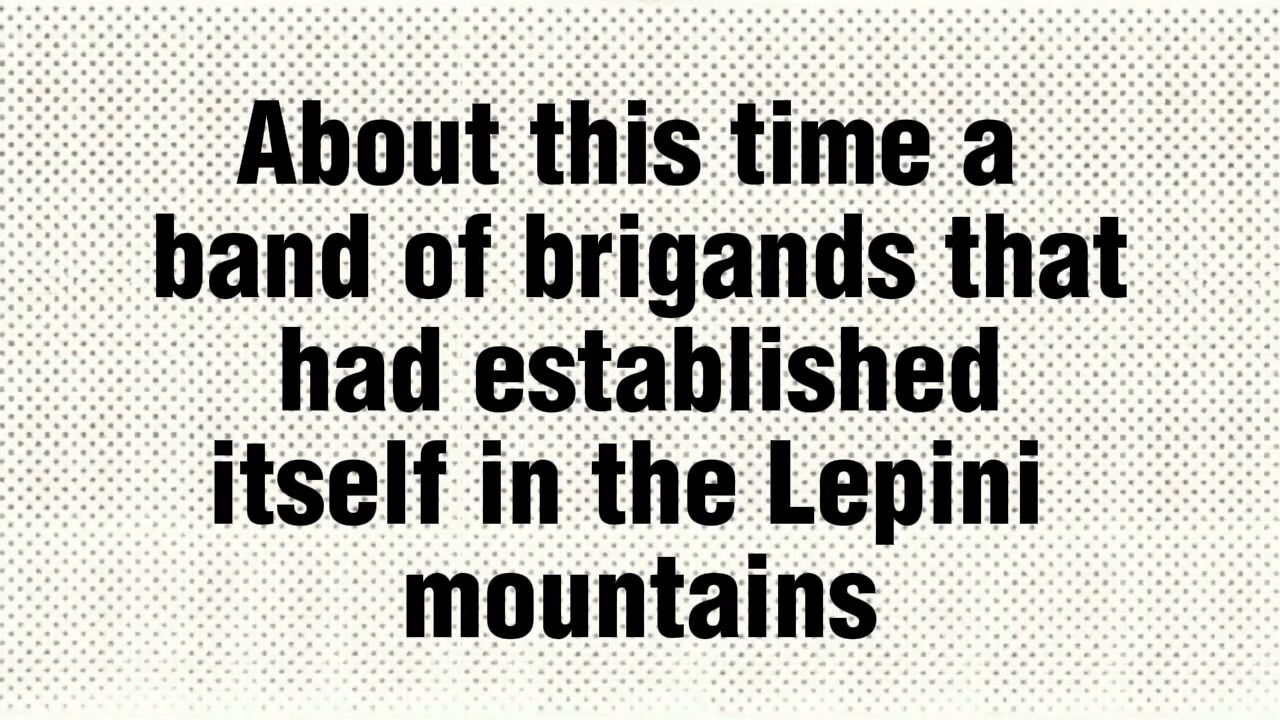 About this time a
band of brigands that
had established
itself in the Lepini
mountains